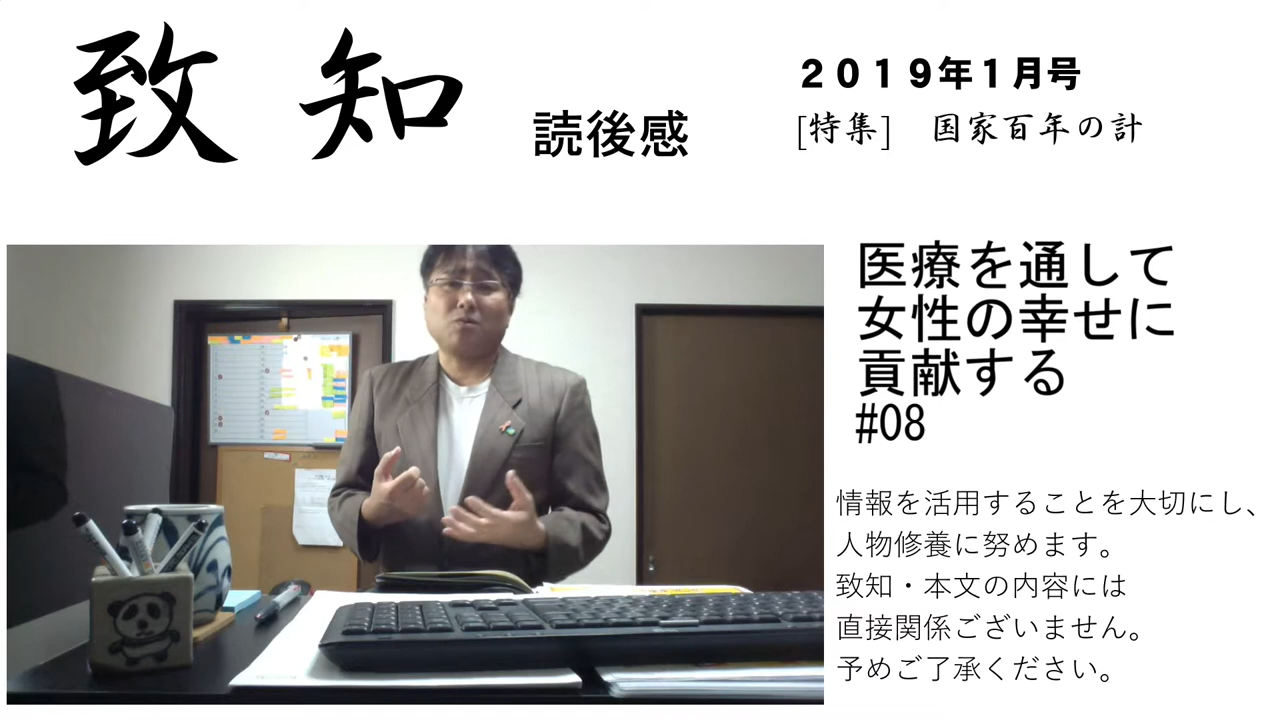 致知
読後感
2019年1月号
[特集] 国家百年の計
医療を通して
女性の幸せに
貢献する
#08
情報を活用することを大切にし、
人物修養に努めます。
致知・本文の内容には
直接関係ございません。
予めご了承ください。